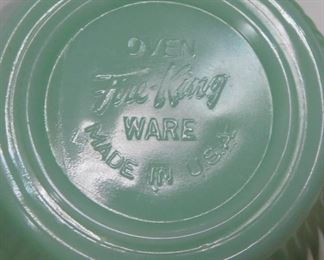 OVEN
Fire-King
WARE
MADE IN U.S.A.